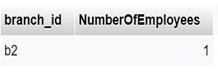 branch_id NumberOfEmployees
b2 1